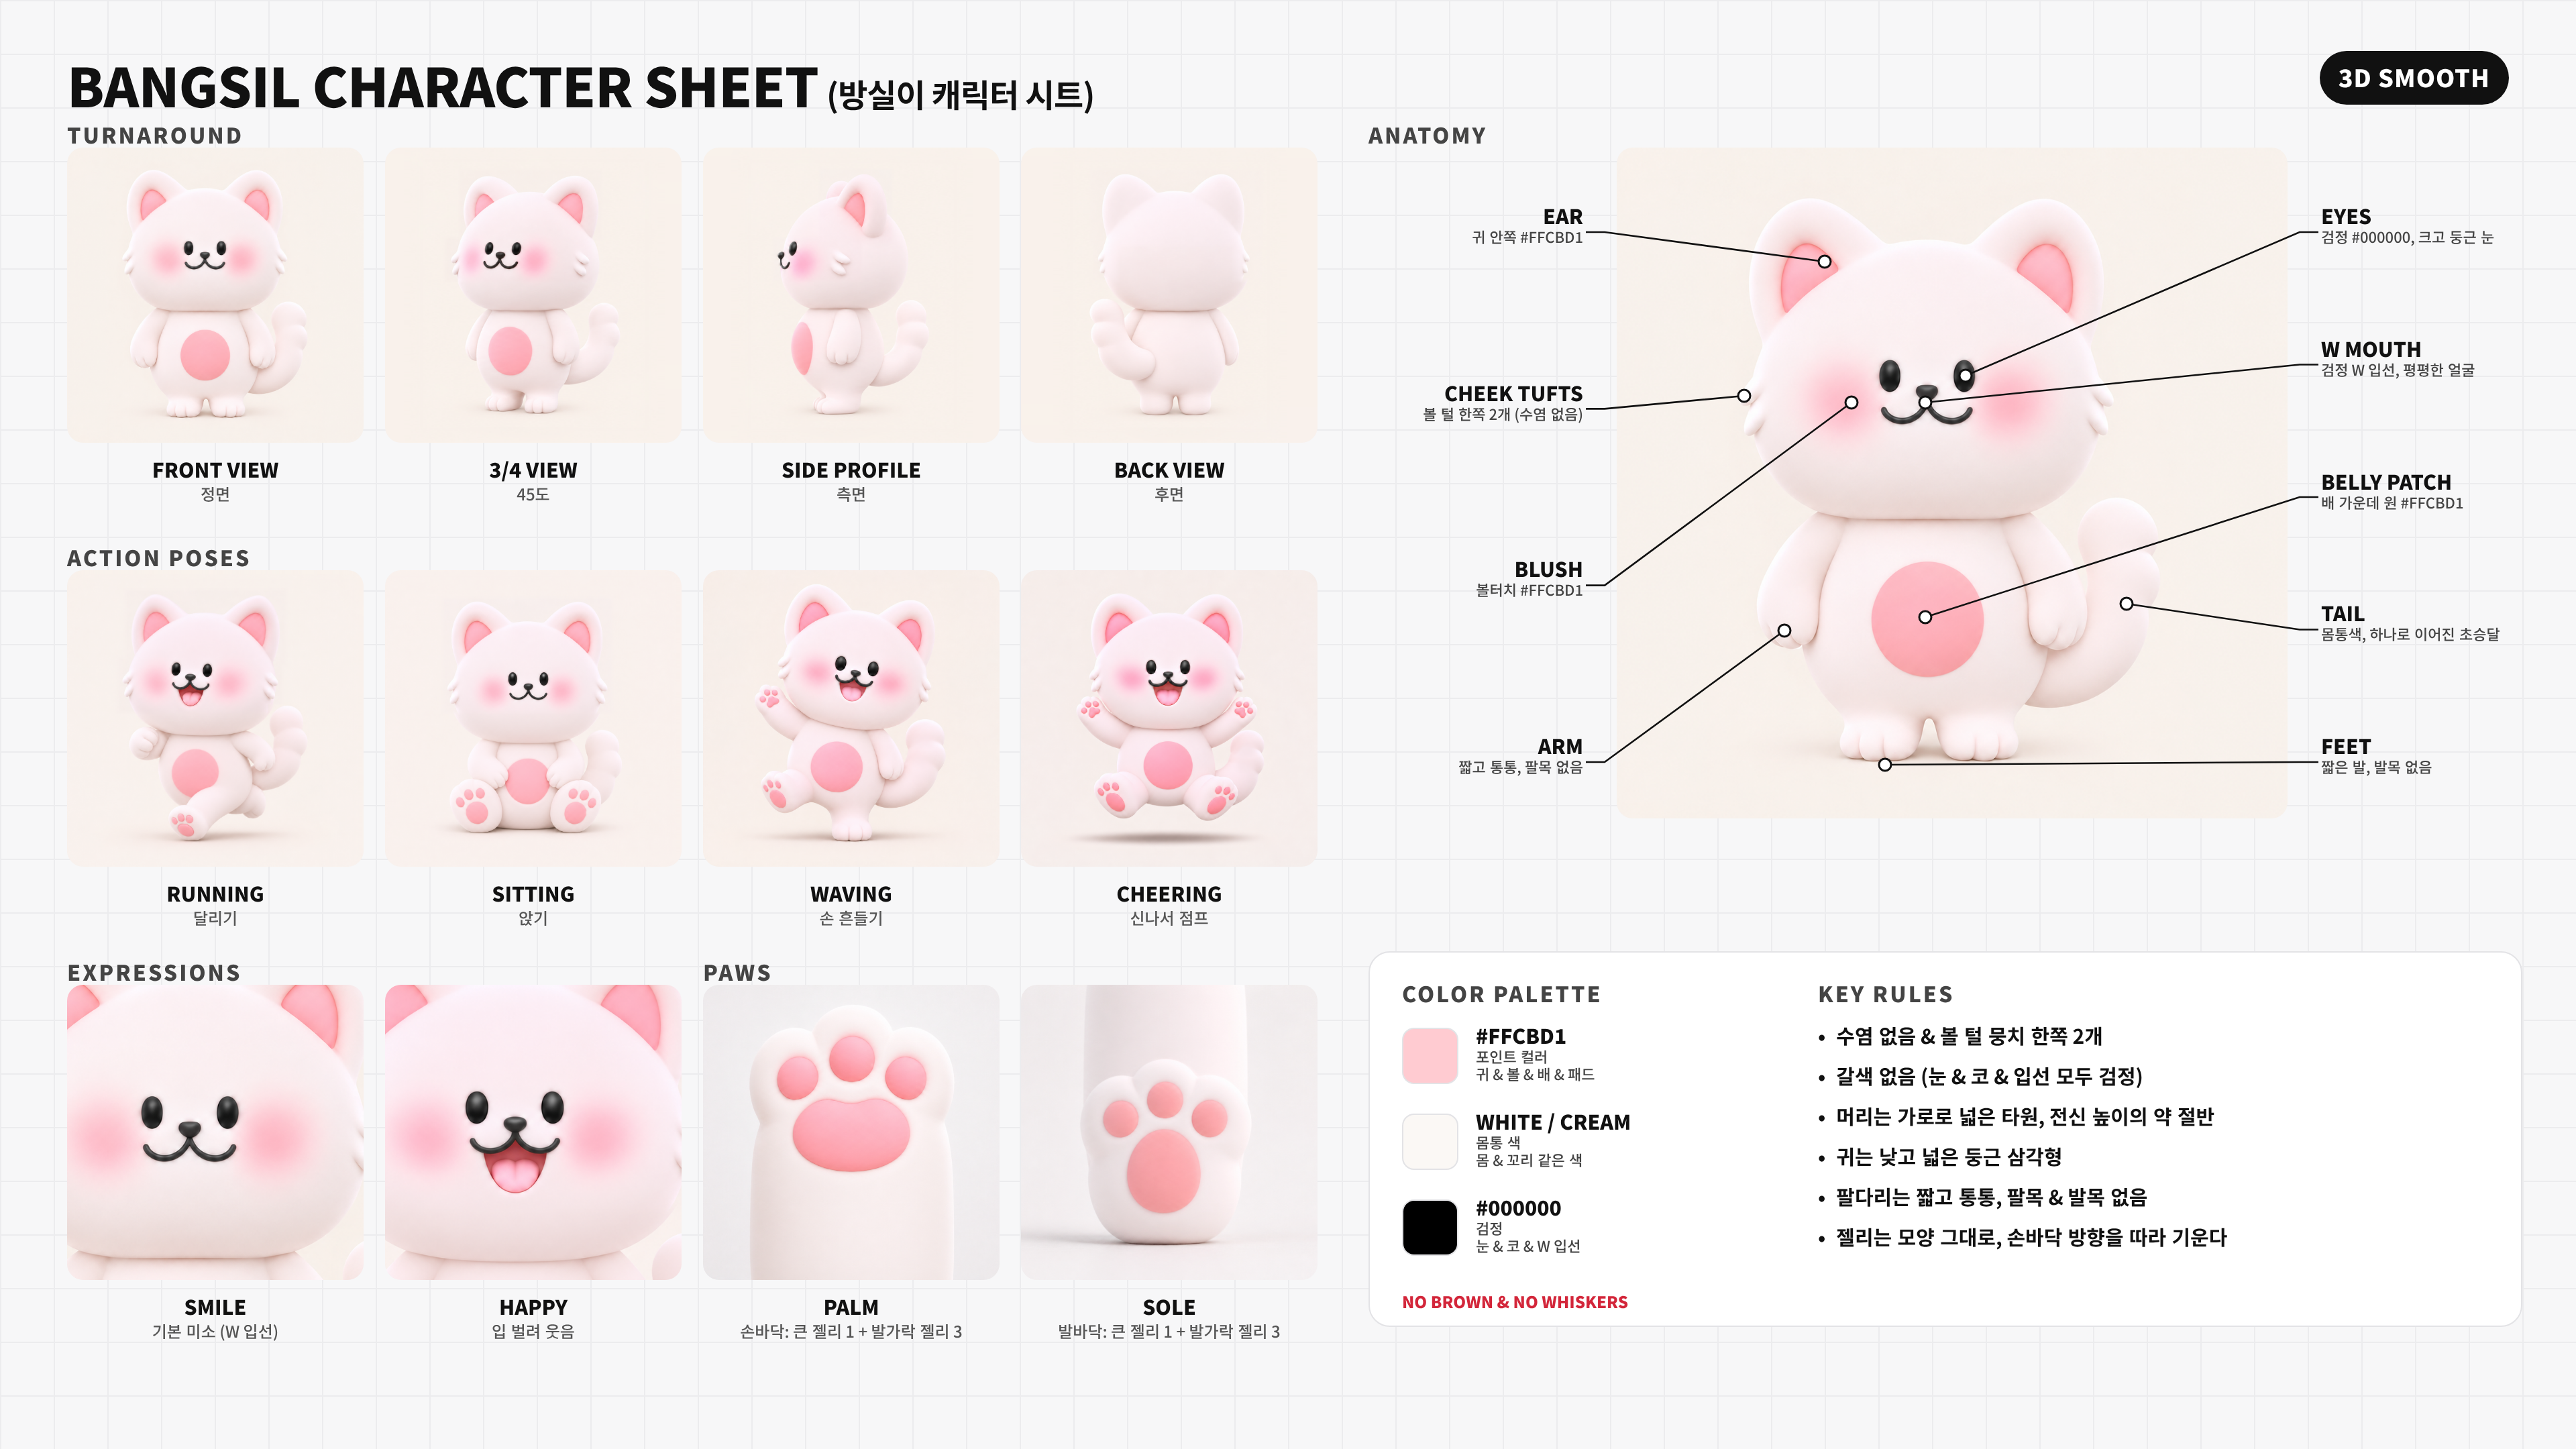 BANGSIL CHARACTER SHEET (방실이 캐릭터 시트)
3D SMOOTH
TURNAROUND
FRONT VIEW
정면
3/4 VIEW
45도
SIDE PROFILE
측면
BACK VIEW
후면
ACTION POSES
RUNNING
달리기
SITTING
앉기
WAVING
손 흔들기
CHEERING
신나서 점프
EXPRESSIONS
SMILE
기본 미소 (W 입선)
HAPPY
입 벌려 웃음
PAWS
PALM
손바닥: 큰 젤리 1 + 발가락 젤리 3
SOLE
발바닥: 큰 젤리 1 + 발가락 젤리 3
ANATOMY
EAR
귀 안쪽 #FFCBD1
CHEEK TUFTS
볼 털 한쪽 2개 (수염 없음)
BLUSH
볼터치 #FFCBD1
ARM
짧고 통통, 팔목 없음
EYES
검정 #000000, 크고 둥근 눈
W MOUTH
검정 W 입선, 평평한 얼굴
BELLY PATCH
배 가운데 원 #FFCBD1
TAIL
몸통색, 하나로 이어진 초승달
FEET
짧은 발, 발목 없음
COLOR PALETTE
#FFCBD1
포인트 컬러
귀 & 볼 & 배 & 패드
WHITE / CREAM
몸통 색
몸 & 꼬리 같은 색
#000000
검정
눈 & 코 & W 입선
NO BROWN & NO WHISKERS
KEY RULES
• 수염 없음 & 볼 털 뭉치 한쪽 2개
• 갈색 없음 (눈 & 코 & 입선 모두 검정)
• 머리는 가로로 넓은 타원, 전신 높이의 약 절반
• 귀는 낮고 넓은 둥근 삼각형
• 팔다리는 짧고 통통, 팔목 & 발목 없음
• 젤리는 모양 그대로, 손바닥 방향을 따라 기운다